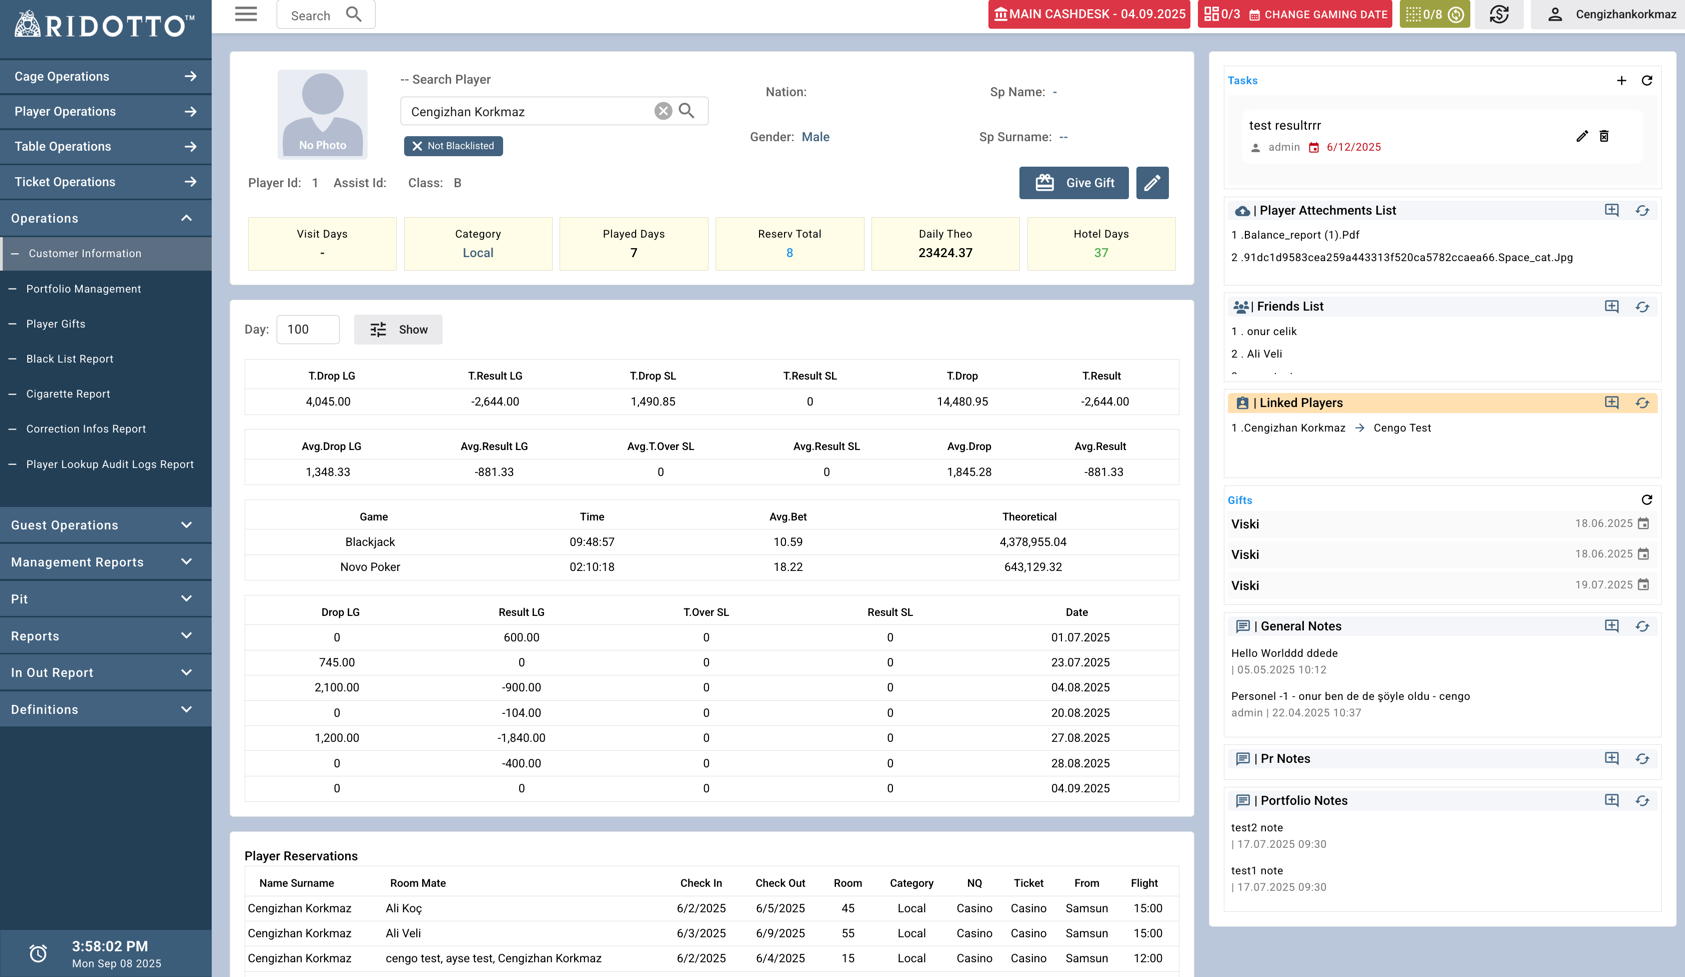 RIDOTTO™
Search
MAIN CASHDESK - 04.09.2025
0/3
CHANGE GAMING DATE
0/8
Cengizhankorkmaz
Cage Operations
Player Operations
Table Operations
Ticket Operations
Operations
Customer Information
Portfolio Management
Player Gifts
Black List Report
Cigarette Report
Correction Infos Report
Player Lookup Audit Logs Report
Guest Operations
Management Reports
Pit
Reports
In Out Report
Definitions
3:58:02 PM
Mon Sep 08 2025
No Photo
-- Search Player
Cengizhan Korkmaz
Not Blacklisted
Nation:
Sp Name: -
Gender: Male
Sp Surname: --
Player Id: 1 Assist Id: Class: B
Give Gift
Visit Days Category Played Days Reserv Total Daily Theo Hotel Days
- Local 7 8 23424.37 37
Day: 100 Show
T.Drop LG T.Result LG T.Drop SL T.Result SL T.Drop T.Result
4,045.00 -2,644.00 1,490.85 0 14,480.95 -2,644.00
Avg.Drop LG Avg.Result LG Avg.T.Over SL Avg.Result SL Avg.Drop Avg.Result
1,348.33 -881.33 0 0 1,845.28 -881.33
Game Time Avg.Bet Theoretical
Blackjack 09:48:57 10.59 4,378,955.04
Novo Poker 02:10:18 18.22 643,129.32
Drop LG Result LG T.Over SL Result SL Date
0 600.00 0 0 01.07.2025
745.00 0 0 0 23.07.2025
2,100.00 -900.00 0 0 04.08.2025
0 -104.00 0 0 20.08.2025
1,200.00 -1,840.00 0 0 27.08.2025
0 -400.00 0 0 28.08.2025
0 0 0 0 04.09.2025
Player Reservations
Name Surname Room Mate Check In Check Out Room Category NQ Ticket From Flight
Cengizhan Korkmaz Ali Koç 6/2/2025 6/5/2025 45 Local Casino Casino Samsun 15:00
Cengizhan Korkmaz Ali Veli 6/3/2025 6/9/2025 55 Local Casino Casino Samsun 15:00
Cengizhan Korkmaz cengo test, ayse test, Cengizhan Korkmaz 6/2/2025 6/4/2025 15 Local Casino Casino Samsun 12:00
Tasks
test resultrrr
admin 6/12/2025
| Player Attechments List
1 .Balance_report (1).Pdf
2 .91dc1d9583cea259a443313f520ca5782ccaea66.Space_cat.Jpg
| Friends List
1 . onur celik
2 . Ali Veli
| Linked Players
1 .Cengizhan Korkmaz → Cengo Test
Gifts
Viski 18.06.2025
Viski 18.06.2025
Viski 19.07.2025
| General Notes
Hello Worlddd ddede
| 05.05.2025 10:12
Personel -1 - onur ben de de şöyle oldu - cengo
admin | 22.04.2025 10:37
| Pr Notes
| Portfolio Notes
test2 note
| 17.07.2025 09:30
test1 note
| 17.07.2025 09:30